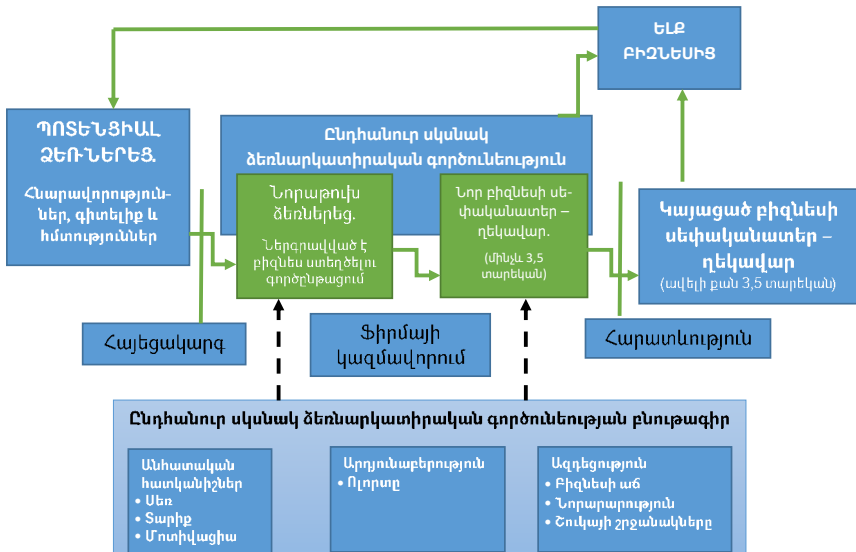 ԵԼՔ
ԲԻԶՆԵՍԻՑ
ՊՈՏԵՆՑԻԱԼ
ՁԵՌՆԵՐԵՑ.
Հնարավորություն-
ներ, գիտելիք և
հմտություններ
Ընդհանուր սկսնակ
ձեռնարկատիրական գործունեություն
Նորաթուխ
ձեռներեց.
Ներգրավված է
բիզնես ստեղծելու
գործընթացում
Նոր բիզնեսի սե-
փականատեր –
ղեկավար.
(մինչև 3,5
տարեկան)
Կայացած բիզնեսի
սեփականատեր –
ղեկավար
(ավելի քան 3,5 տարեկան)
Հայեցակարգ
Ֆիրմայի
կազմավորում
Հարատևություն
Ընդհանուր սկսնակ ձեռնարկատիրական գործունեության բնութագիր
Անհատական
հատկանիշներ
• Սեռ
• Տարիք
• Մոտիվացիա
Արդյունաբերություն
• Ոլորտը
Ազդեցություն
• Բիզնեսի աճ
• Նորարարություն
• Շուկայի շրջանակները